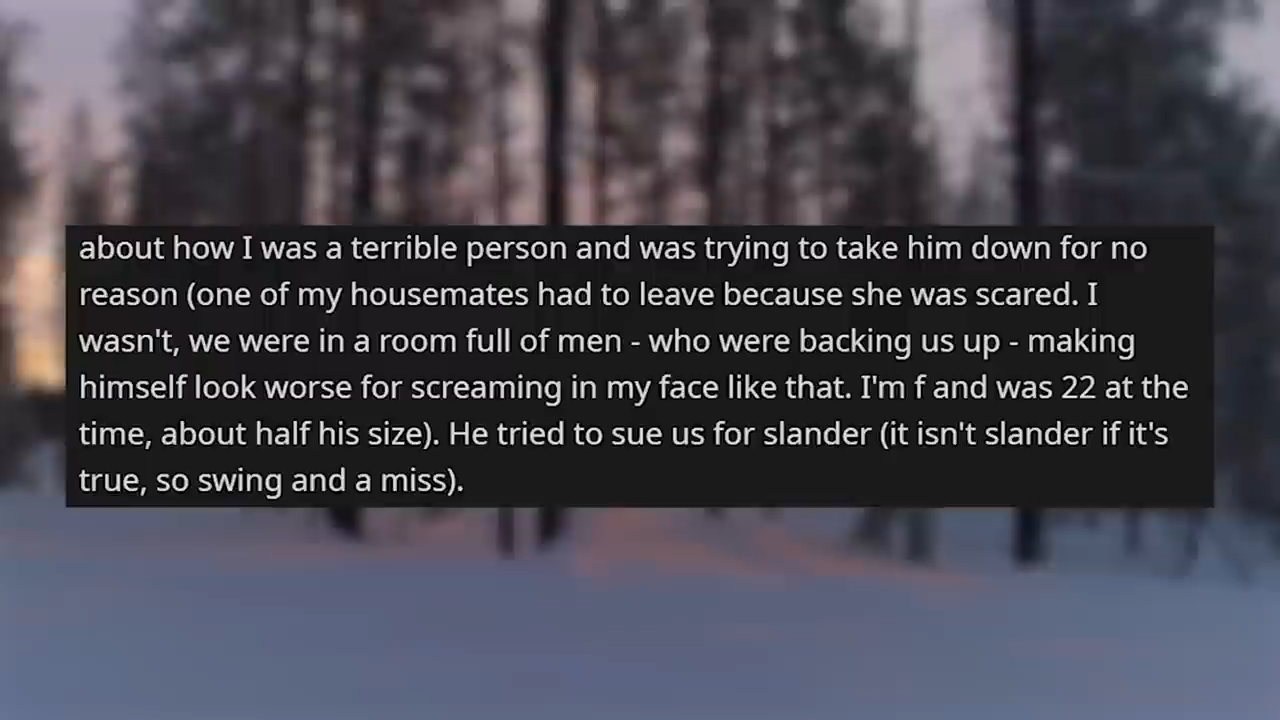 about how I was a terrible person and was trying to take him down for no
reason (one of my housemates had to leave because she was scared. I
wasn't, we were in a room full of men - who were backing us up - making
himself look worse for screaming in my face like that. I'm f and was 22 at the
time, about half his size). He tried to sue us for slander (it isn't slander if it's
true, so swing and a miss).